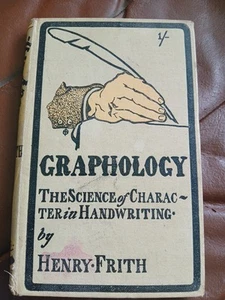 1/-
GRAPHOLOGY
THE SCIENCE of CHARAC~
TER in HANDWRITING·
by
HENRY·FRITH